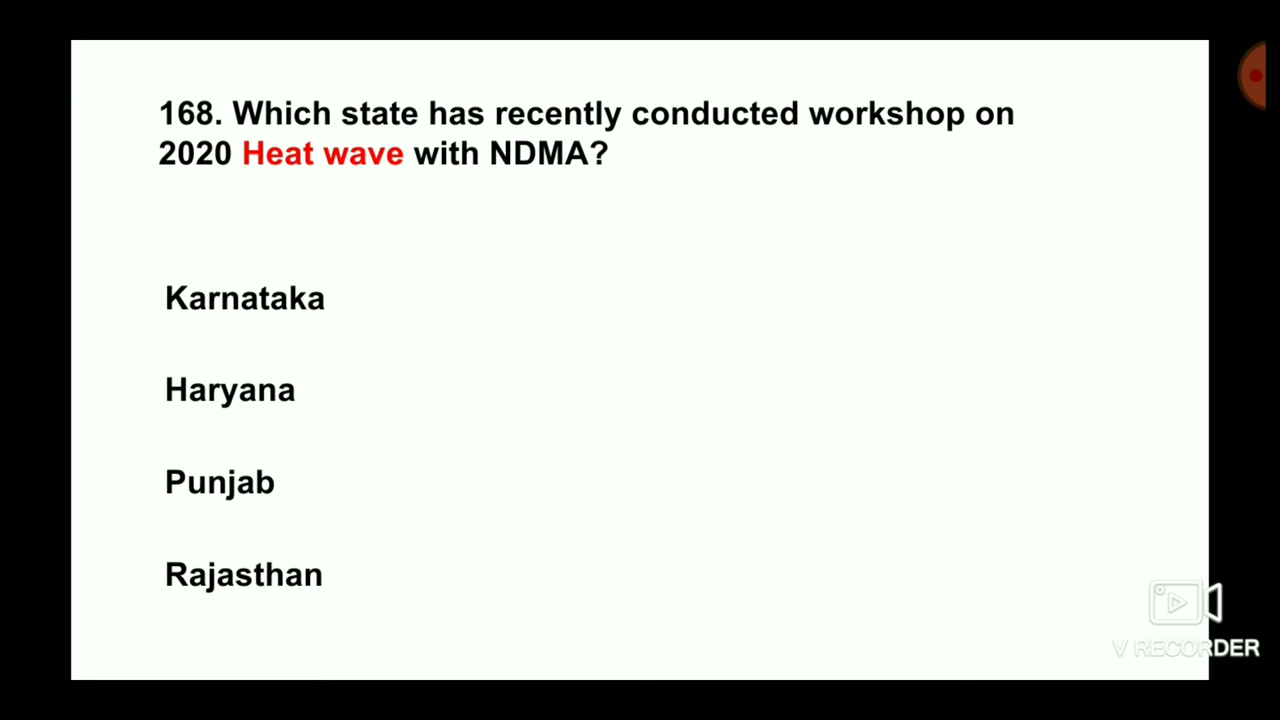 168. Which state has recently conducted workshop on
2020 Heat wave with NDMA?
Karnataka
Haryana
Punjab
Rajasthan
V RECORDER